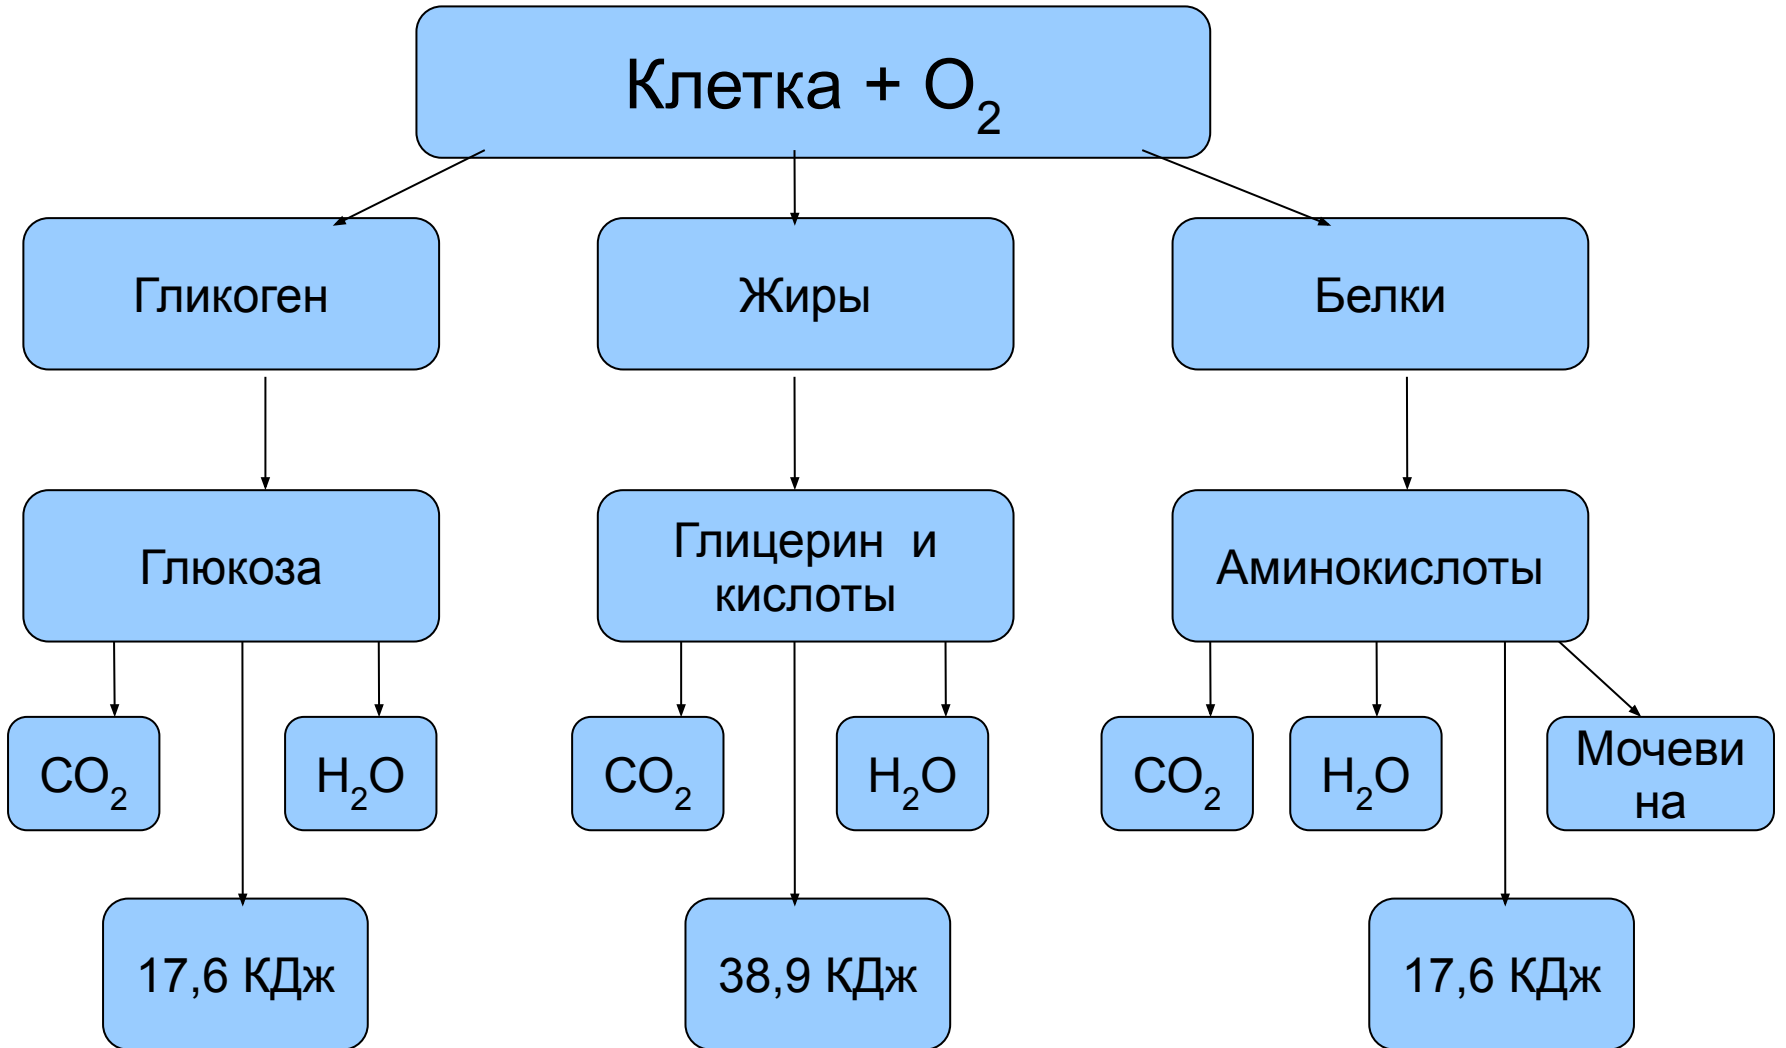 Клетка + O₂
Гликоген
Жиры
Белки
Глюкоза
Глицерин и
кислоты
Аминокислоты
CO₂
H₂O
CO₂
H₂O
CO₂
H₂O
Мочеви
на
17,6 КДж
38,9 КДж
17,6 КДж